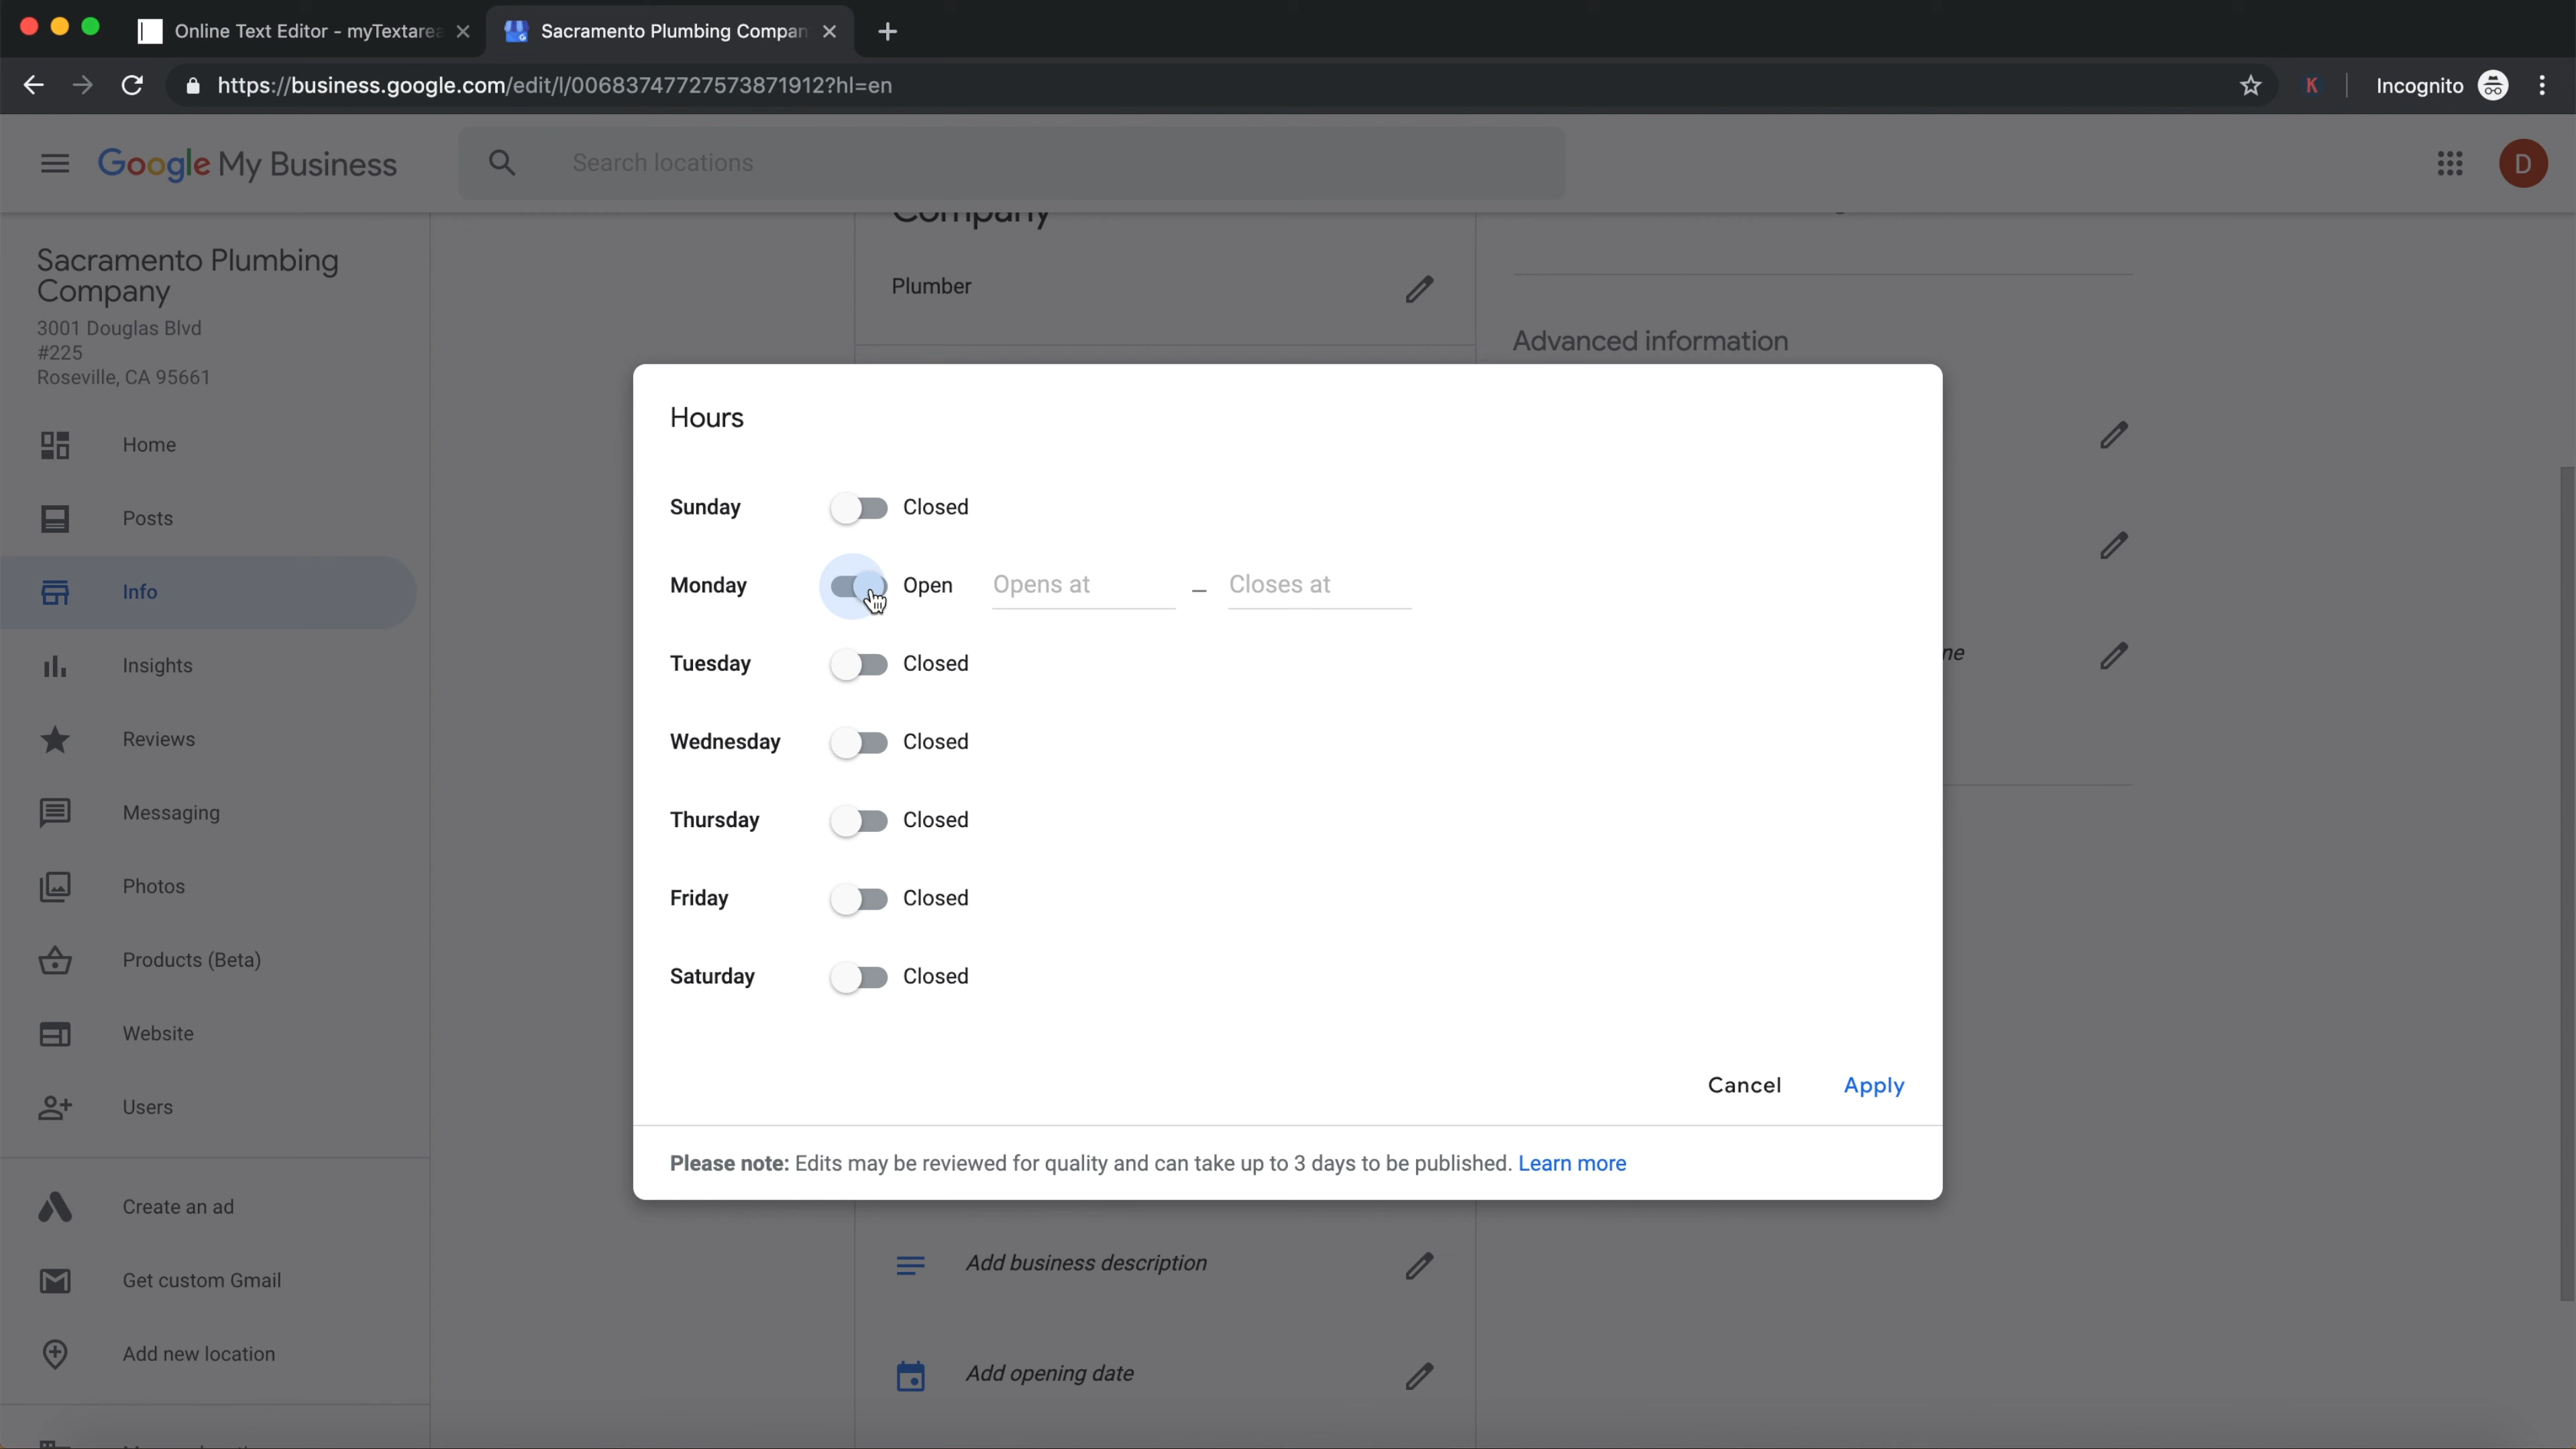 Online Text Editor - myTextarea
Sacramento Plumbing Compan
https://business.google.com/edit/l/00683747727573871912?hl=en
K
Incognito
Google My Business
Search locations
D
Sacramento Plumbing
Company
3001 Douglas Blvd
#225
Roseville, CA 95661
Home
Posts
Info
Insights
Reviews
Messaging
Photos
Products (Beta)
Website
Users
Create an ad
Get custom Gmail
Add new location
Company
Plumber
Advanced information
Hours
Sunday Closed
Monday Open Opens at – Closes at
Tuesday Closed
Wednesday Closed
Thursday Closed
Friday Closed
Saturday Closed
ne
Cancel Apply
Please note: Edits may be reviewed for quality and can take up to 3 days to be published. Learn more
Add business description
Add opening date